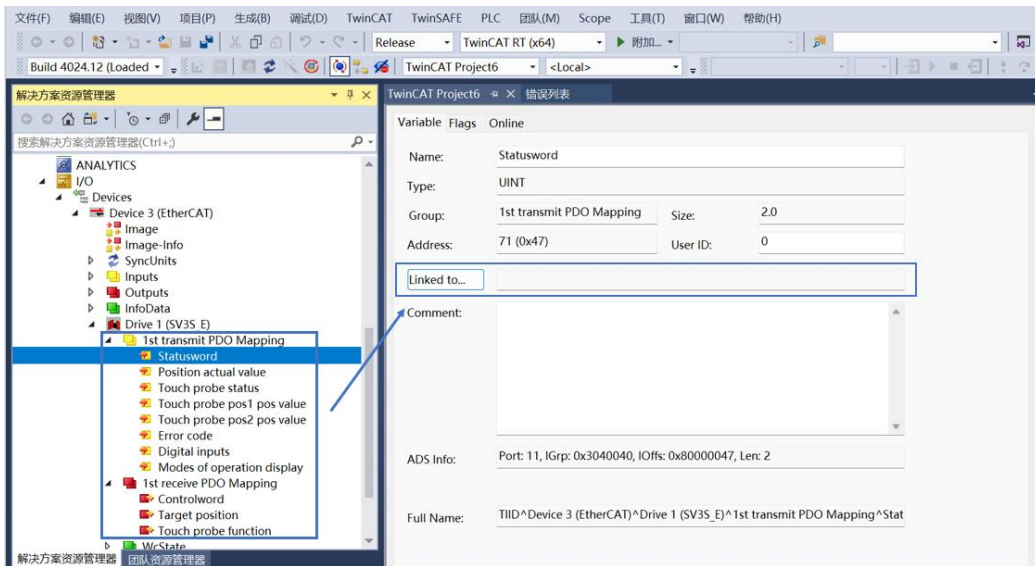 文件(F) 编辑(E) 视图(V) 项目(P) 生成(B) 调试(D) TwinCAT TwinSAFE PLC 团队(M) Scope 工具(T) 窗口(W) 帮助(H)
Release TwinCAT RT (x64) 附加...
Build 4024.12 (Loaded TwinCAT Project6 <Local>
解决方案资源管理器
搜索解决方案资源管理器(Ctrl+;)
ANALYTICS
I/O
Devices
Device 3 (EtherCAT)
Image
Image-Info
SyncUnits
Inputs
Outputs
InfoData
Drive 1 (SV3S_E)
1st transmit PDO Mapping
Statusword
Position actual value
Touch probe status
Touch probe pos1 pos value
Touch probe pos2 pos value
Error code
Digital inputs
Modes of operation display
1st receive PDO Mapping
Controlword
Target position
Touch probe function
WcState
解决方案资源管理器 团队资源管理器
TwinCAT Project6 错误列表
Variable Flags Online
Name: Statusword
Type: UINT
Group: 1st transmit PDO Mapping Size: 2.0
Address: 71 (0x47) User ID: 0
Linked to...
Comment:
ADS Info: Port: 11, IGrp: 0x3040040, IOffs: 0x80000047, Len: 2
Full Name: TIID^Device 3 (EtherCAT)^Drive 1 (SV3S_E)^1st transmit PDO Mapping^Stat